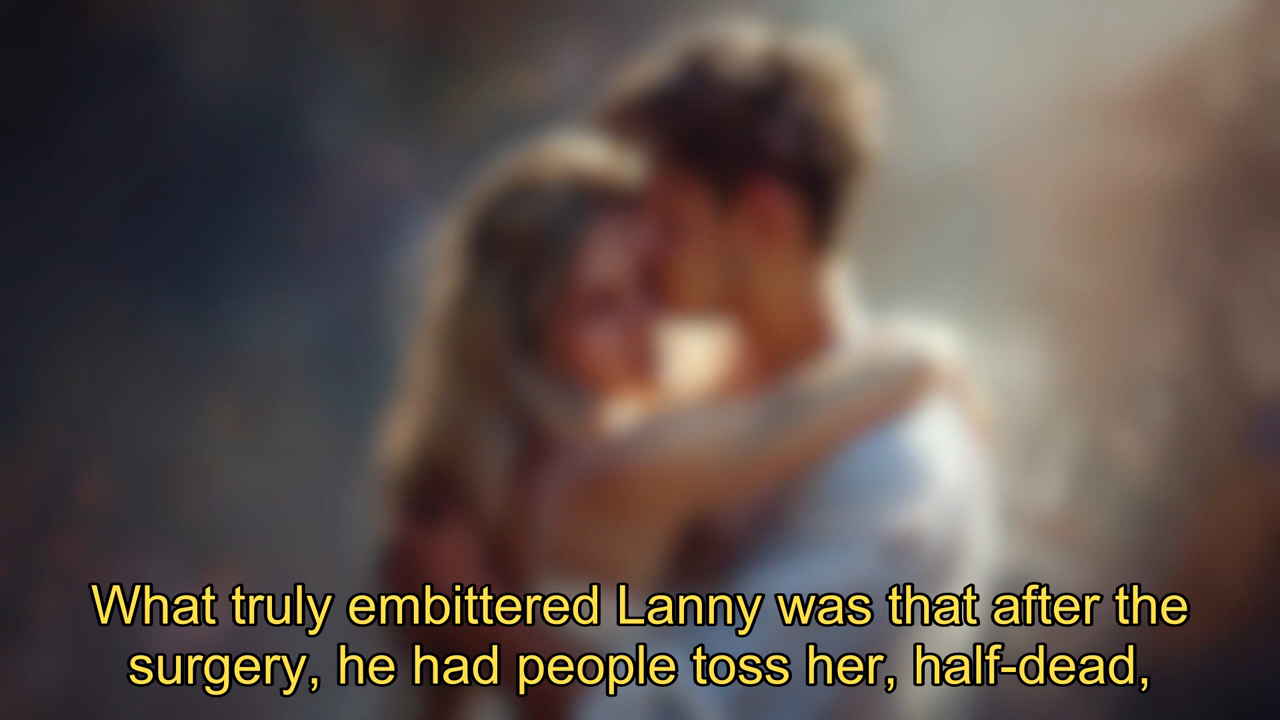 What truly embittered Lanny was that after the
surgery, he had people toss her, half-dead,